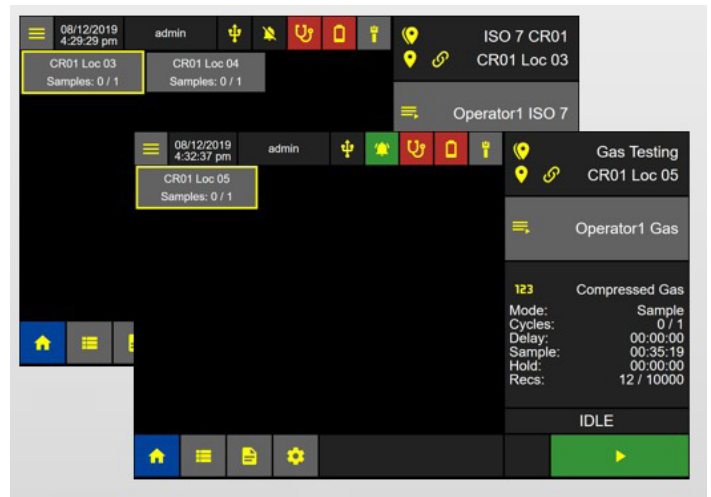 08/12/2019
4:29:29 pm
admin
ISO 7 CR01
CR01 Loc 03
CR01 Loc 03
Samples: 0 / 1
CR01 Loc 04
Samples: 0 / 1
Operator1 ISO 7
08/12/2019
4:32:37 pm
admin
Gas Testing
CR01 Loc 05
CR01 Loc 05
Samples: 0 / 1
Operator1 Gas
123 Compressed Gas
Mode: Sample
Cycles: 0 / 1
Delay: 00:00:00
Sample: 00:35:19
Hold: 00:00:00
Recs: 12 / 10000
IDLE